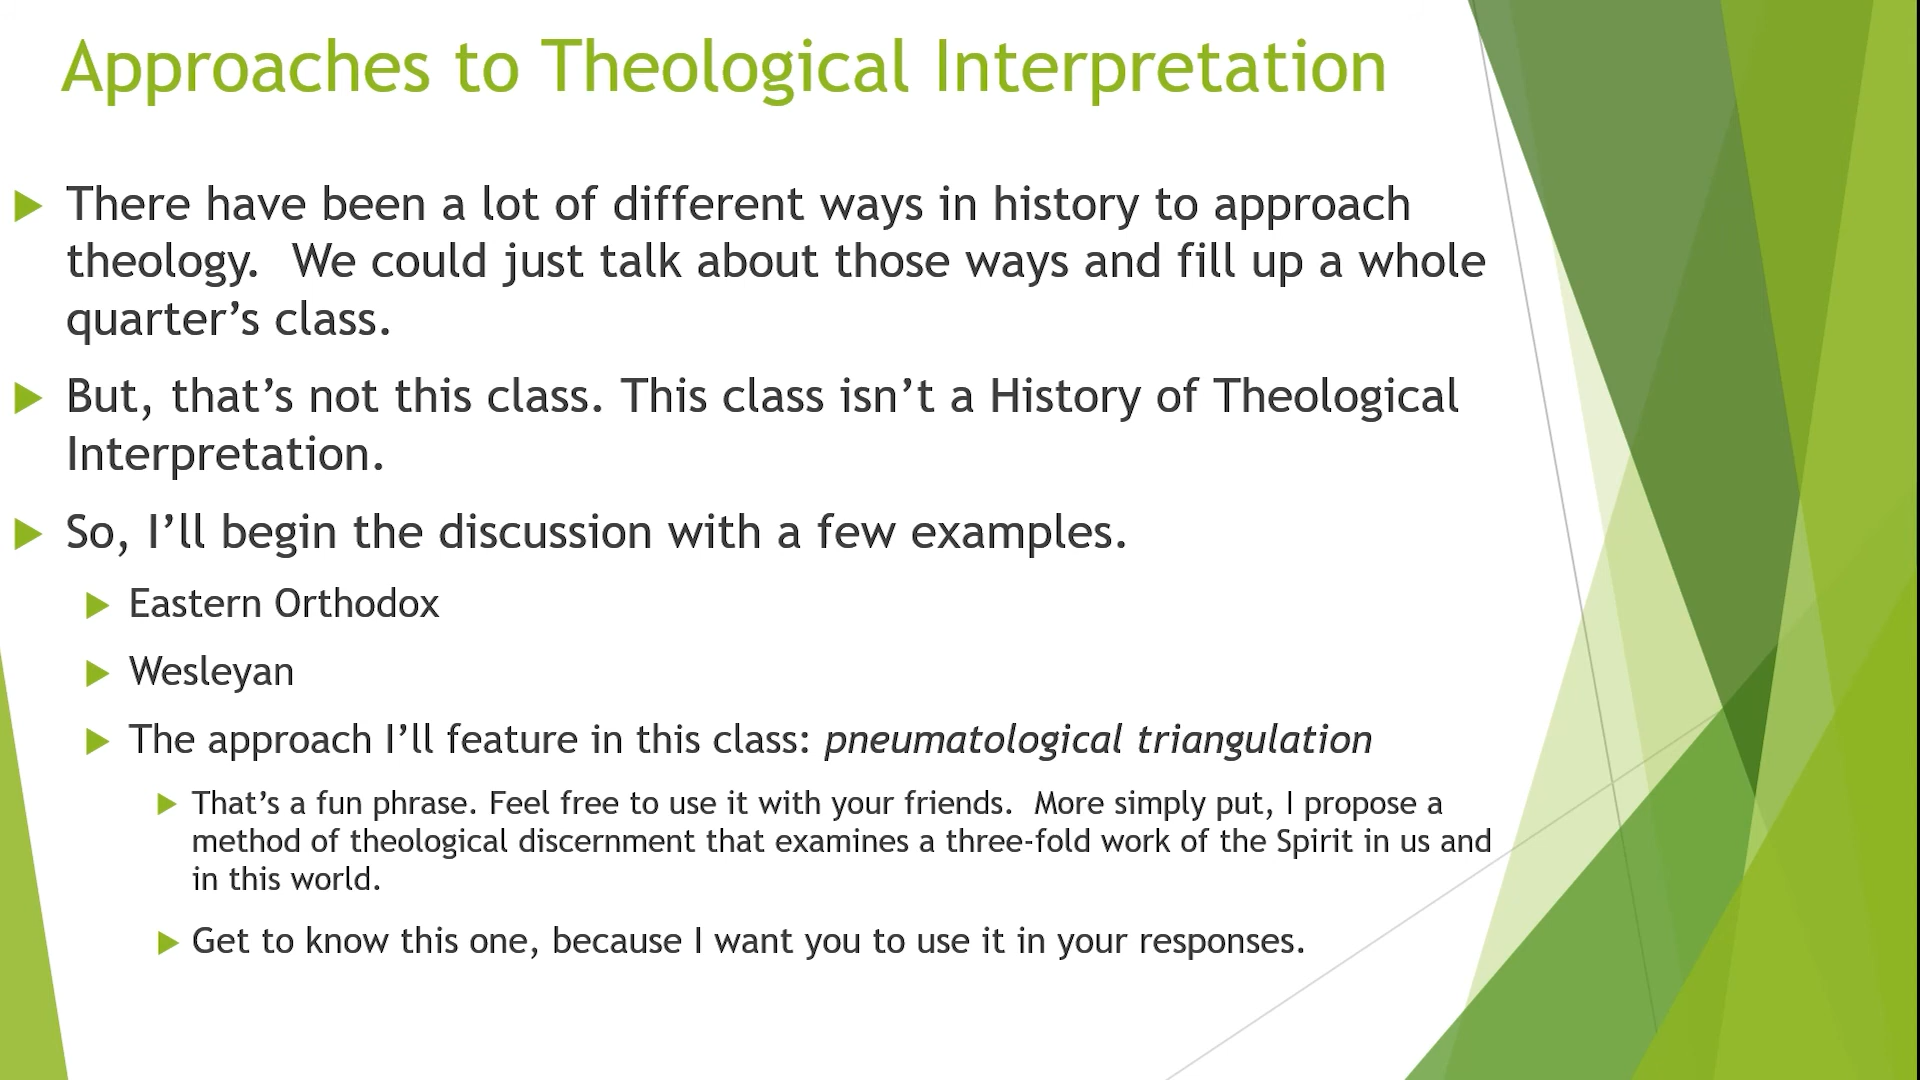 Approaches to Theological Interpretation
There have been a lot of different ways in history to approach
theology.  We could just talk about those ways and fill up a whole
quarter’s class.
But, that’s not this class. This class isn’t a History of Theological
Interpretation.
So, I’ll begin the discussion with a few examples.
Eastern Orthodox
Wesleyan
The approach I’ll feature in this class: pneumatological triangulation
That’s a fun phrase. Feel free to use it with your friends.  More simply put, I propose a
method of theological discernment that examines a three-fold work of the Spirit in us and
in this world.
Get to know this one, because I want you to use it in your responses.